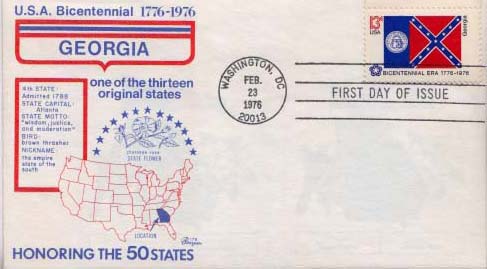 U.S.A. Bicentennial 1776-1976
GEORGIA
one of the thirteen
original states
4th STATE:
Admitted 1788
STATE CAPITAL:
Atlanta
STATE MOTTO:
"wisdom, justice,
and moderation"
BIRD:
brown thrasher
NICKNAME:
the empire
state of the
south
CHEROKEE ROSE
STATE FLOWER
LOCATION
HONORING THE 50 STATES
WASHINGTON, DC
FEB.
23
1976
20013
FIRST DAY OF ISSUE
13c
USA
Georgia
BICENTENNIAL ERA 1776-1976